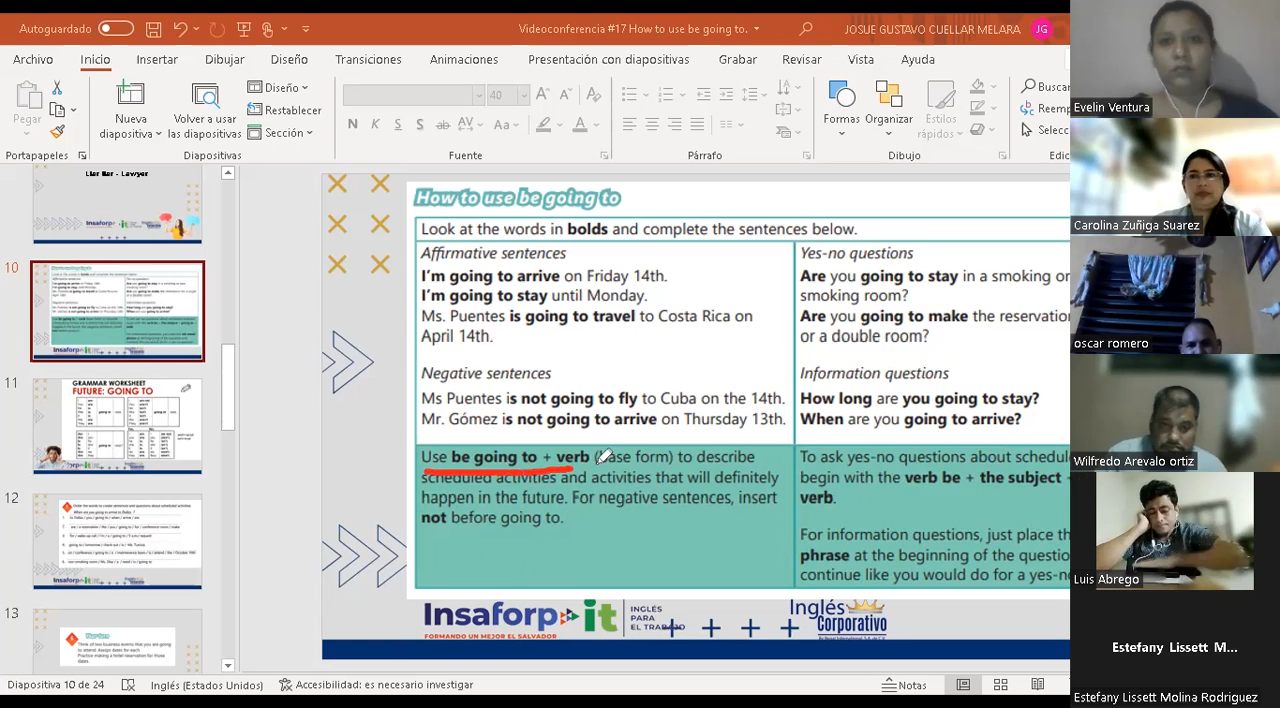 Autoguardado
Videoconferencia #17 How to use be going to.
JOSUE GUSTAVO CUELLAR MELARA
JG
Archivo Inicio Insertar Dibujar Diseño Transiciones Animaciones Presentación con diapositivas Grabar Revisar Vista Ayuda
Pegar
Nueva diapositiva
Volver a usar las diapositivas
Diseño
Restablecer
Sección
40
N S S ab AV Aa A
Formas Organizar Estilos rápidos
Buscar
Reemp
Selecc
Portapapeles Diapositivas Fuente Párrafo Dibujo Edic
Liar liar - Lawyer
10
11
GRAMMAR WORKSHEET
FUTURE: GOING TO
12
13
How to use be going to
Look at the words in bolds and complete the sentences below.
Affirmative sentences
I'm going to arrive on Friday 14th.
I'm going to stay until Monday.
Ms. Puentes is going to travel to Costa Rica on
April 14th.
Negative sentences
Ms Puentes is not going to fly to Cuba on the 14th.
Mr. Gómez is not going to arrive on Thursday 13th.
Yes-no questions
Are you going to stay in a smoking or
smoking room?
Are you going to make the reservation
or a double room?
Information questions
How long are you going to stay?
When are you going to arrive?
Use be going to + verb (base form) to describe
scheduled activities and activities that will definitely
happen in the future. For negative sentences, insert
not before going to.
To ask yes-no questions about schedul
begin with the verb be + the subject +
verb.
For information questions, just place th
phrase at the beginning of the questio
continue like you would do for a yes-n
Insaforp it
FORMANDO UN MEJOR EL SALVADOR
INGLÉS
PARA
EL TRABAJO
Inglés
Corporativo
Diapositiva 10 de 24
Inglés (Estados Unidos)
Accesibilidad: es necesario investigar
Notas
Evelin Ventura
Carolina Zuñiga Suarez
oscar romero
Wilfredo Arevalo ortiz
Luis Abrego
Estefany Lissett M...
Estefany Lissett Molina Rodriguez